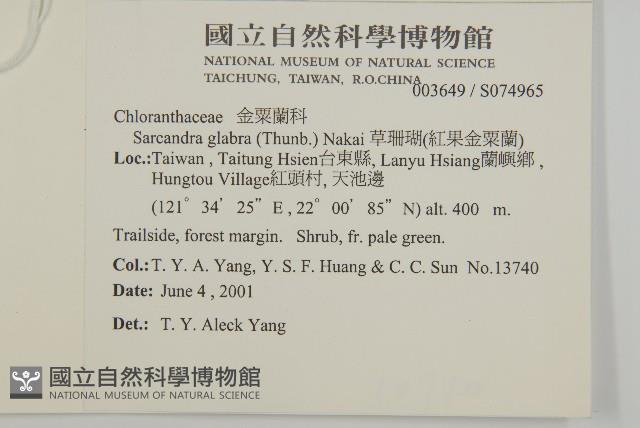 國立自然科學博物館
NATIONAL MUSEUM OF NATURAL SCIENCE
TAICHUNG, TAIWAN, R.O.CHINA
003649 / S074965
Chloranthaceae 金粟蘭科
Sarcandra glabra (Thunb.) Nakai 草珊瑚(紅果金粟蘭)
Loc.:Taiwan , Taitung Hsien台東縣, Lanyu Hsiang蘭嶼鄉 ,
Hungtou Village紅頭村, 天池邊
(121° 34’ 25” E , 22° 00’ 85” N) alt. 400 m.
Trailside, forest margin. Shrub, fr. pale green.
Col.: T. Y. A. Yang, Y. S. F. Huang & C. C. Sun No.13740
Date: June 4 , 2001
Det.: T. Y. Aleck Yang
國立自然科學博物館
NATIONAL MUSEUM OF NATURAL SCIENCE